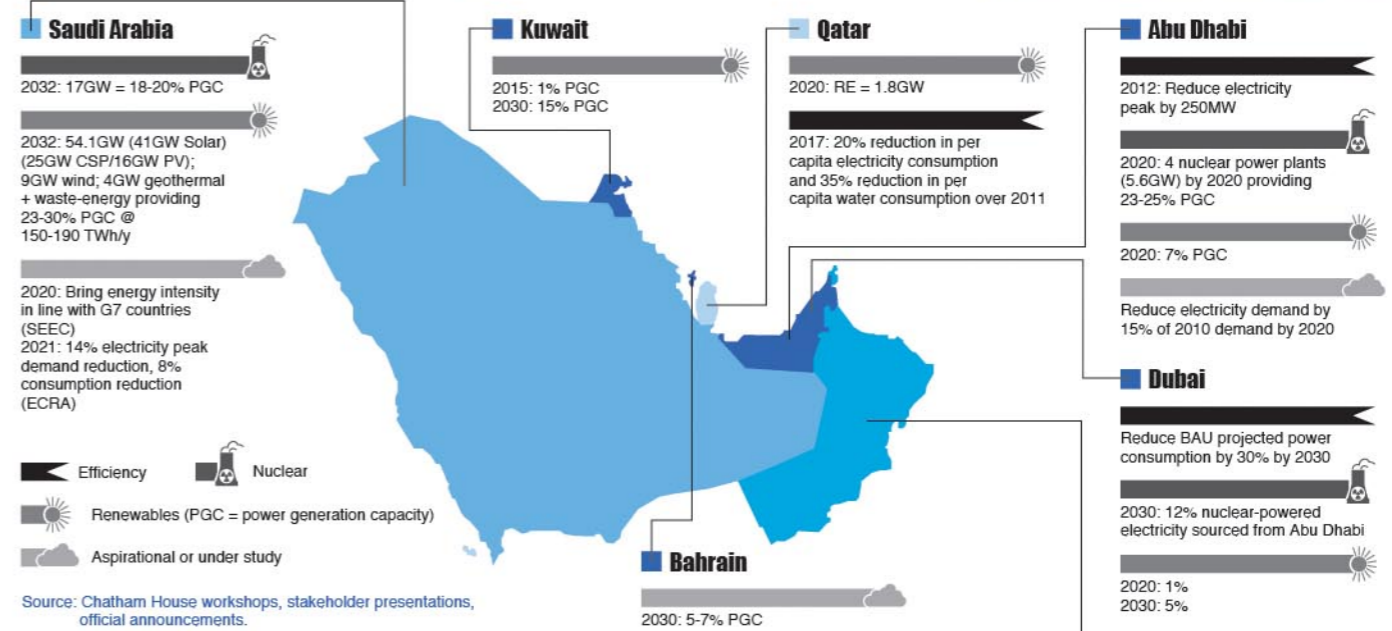 Saudi Arabia
2032: 17GW = 18-20% PGC
2032: 54.1GW (41GW Solar)
(25GW CSP/16GW PV);
9GW wind; 4GW geothermal
+ waste-energy providing
23-30% PGC @
150-190 TWh/y
2020: Bring energy intensity
in line with G7 countries
(SEEC)
2021: 14% electricity peak
demand reduction, 8%
consumption reduction
(ECRA)
Kuwait
2015: 1% PGC
2030: 15% PGC
Qatar
2020: RE = 1.8GW
2017: 20% reduction in per
capita electricity consumption
and 35% reduction in per
capita water consumption over 2011
Abu Dhabi
2012: Reduce electricity
peak by 250MW
2020: 4 nuclear power plants
(5.6GW) by 2020 providing
23-25% PGC
2020: 7% PGC
Reduce electricity demand by
15% of 2010 demand by 2020
Dubai
Reduce BAU projected power
consumption by 30% by 2030
2030: 12% nuclear-powered
electricity sourced from Abu Dhabi
2020: 1%
2030: 5%
Bahrain
2030: 5-7% PGC
Efficiency
Nuclear
Renewables (PGC = power generation capacity)
Aspirational or under study
Source: Chatham House workshops, stakeholder presentations,
official announcements.